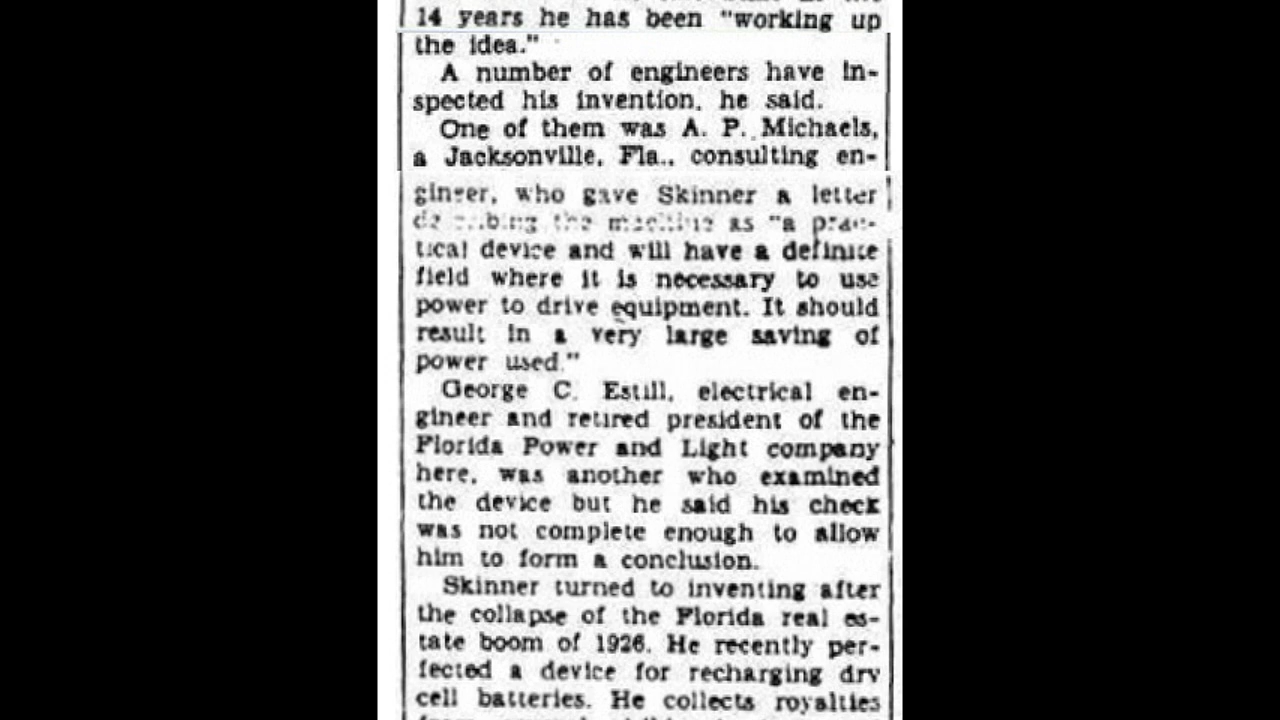 14 years he has been "working up
the idea."
A number of engineers have in-
spected his invention, he said.
One of them was A. P. Michaels,
a Jacksonville, Fla., consulting en-
gineer, who gave Skinner a letter
the machine as "a prac-
tical device and will have a definite
field where it is necessary to use
power to drive equipment. It should
result in a very large saving of
power used."
George C. Estill, electrical en-
gineer and retired president of the
Florida Power and Light company
here, was another who examined
the device but he said his check
was not complete enough to allow
him to form a conclusion.
Skinner turned to inventing after
the collapse of the Florida real es-
tate boom of 1926. He recently per-
fected a device for recharging dry
cell batteries. He collects royalties